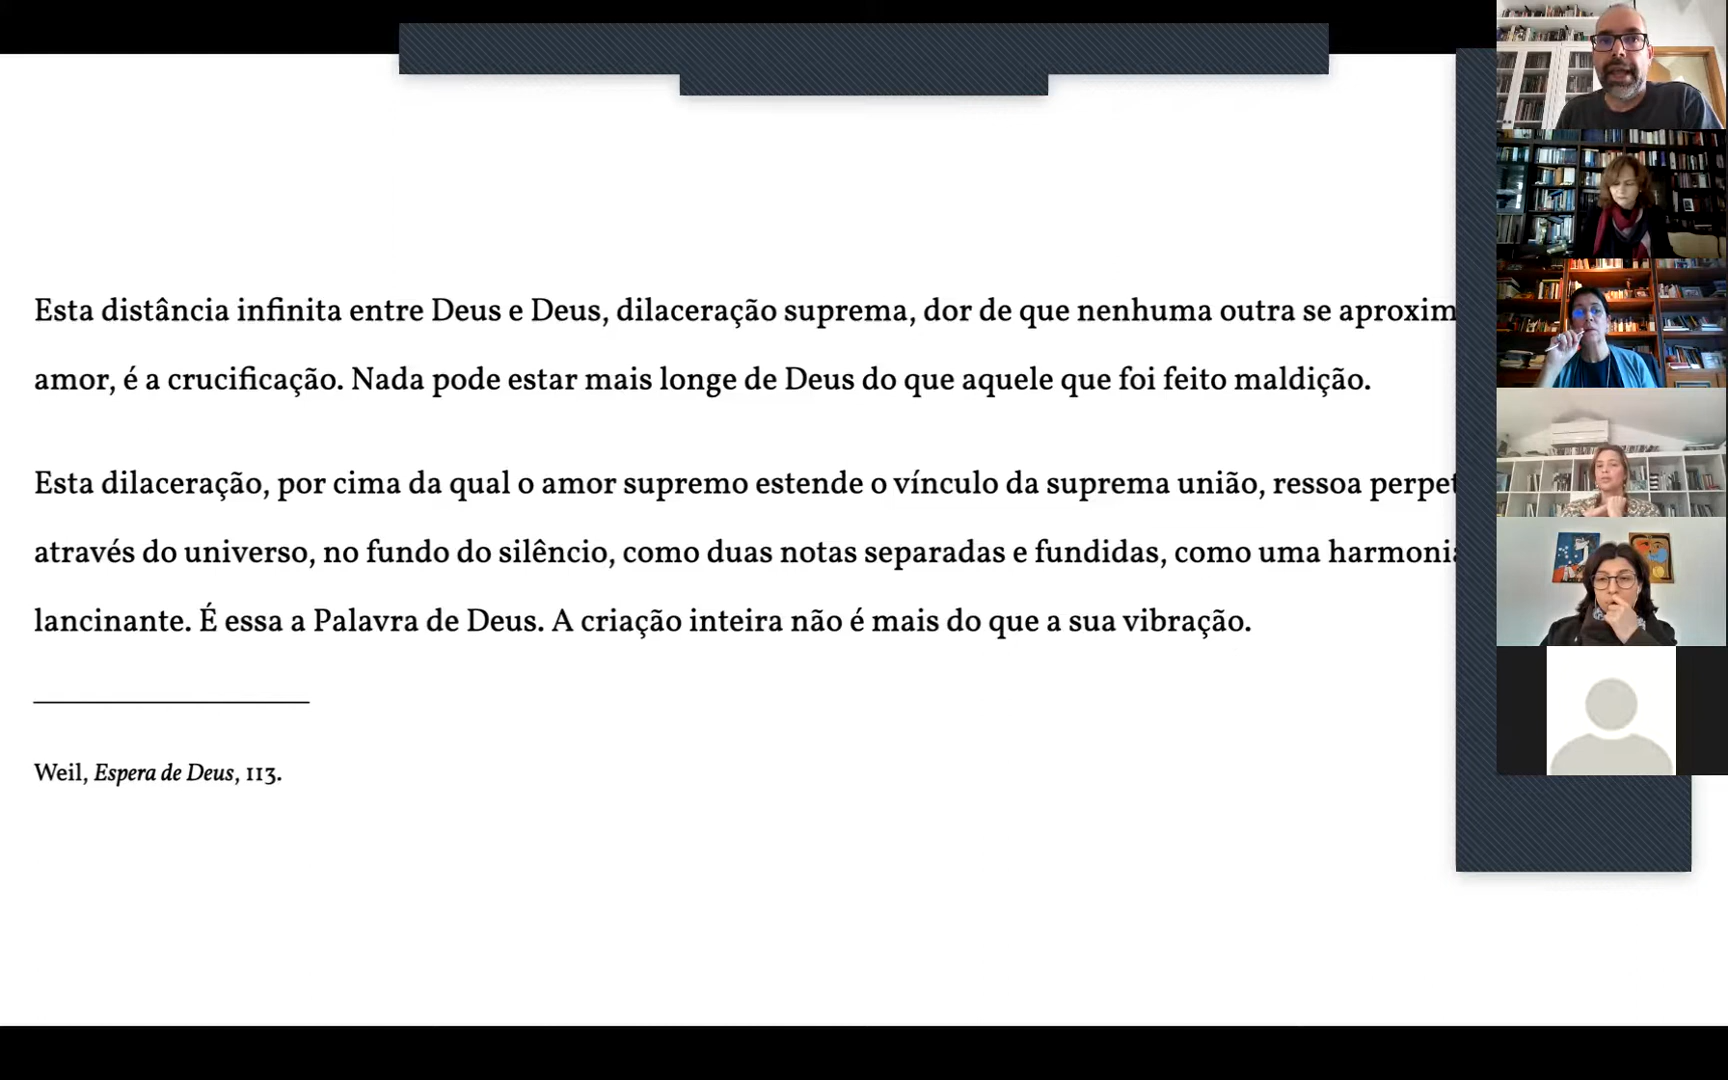 Esta distância infinita entre Deus e Deus, dilaceração suprema, dor de que nenhuma outra se
amor, é a crucificação. Nada pode estar mais longe de Deus do que aquele que foi feito maldição.
Esta dilaceração, por cima da qual o amor supremo estende o vínculo da suprema união, ressoa
através do universo, no fundo do silêncio, como duas notas separadas e fundidas, como uma harmonia
lancinante. É essa a Palavra de Deus. A criação inteira não é mais do que a sua vibração.
Weil, Espera de Deus, 113.